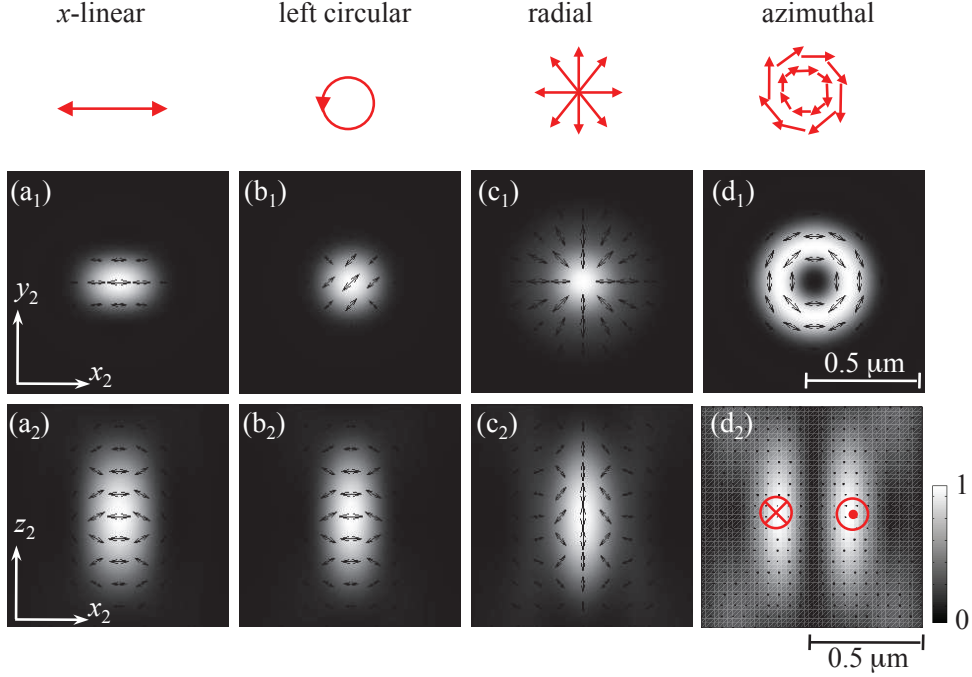 x-linear
left circular
radial
azimuthal
(a₁)
(b₁)
(c₁)
(d₁)
y₂
x₂
0.5 μm
(a₂)
(b₂)
(c₂)
(d₂)
z₂
x₂
1
0
0.5 μm